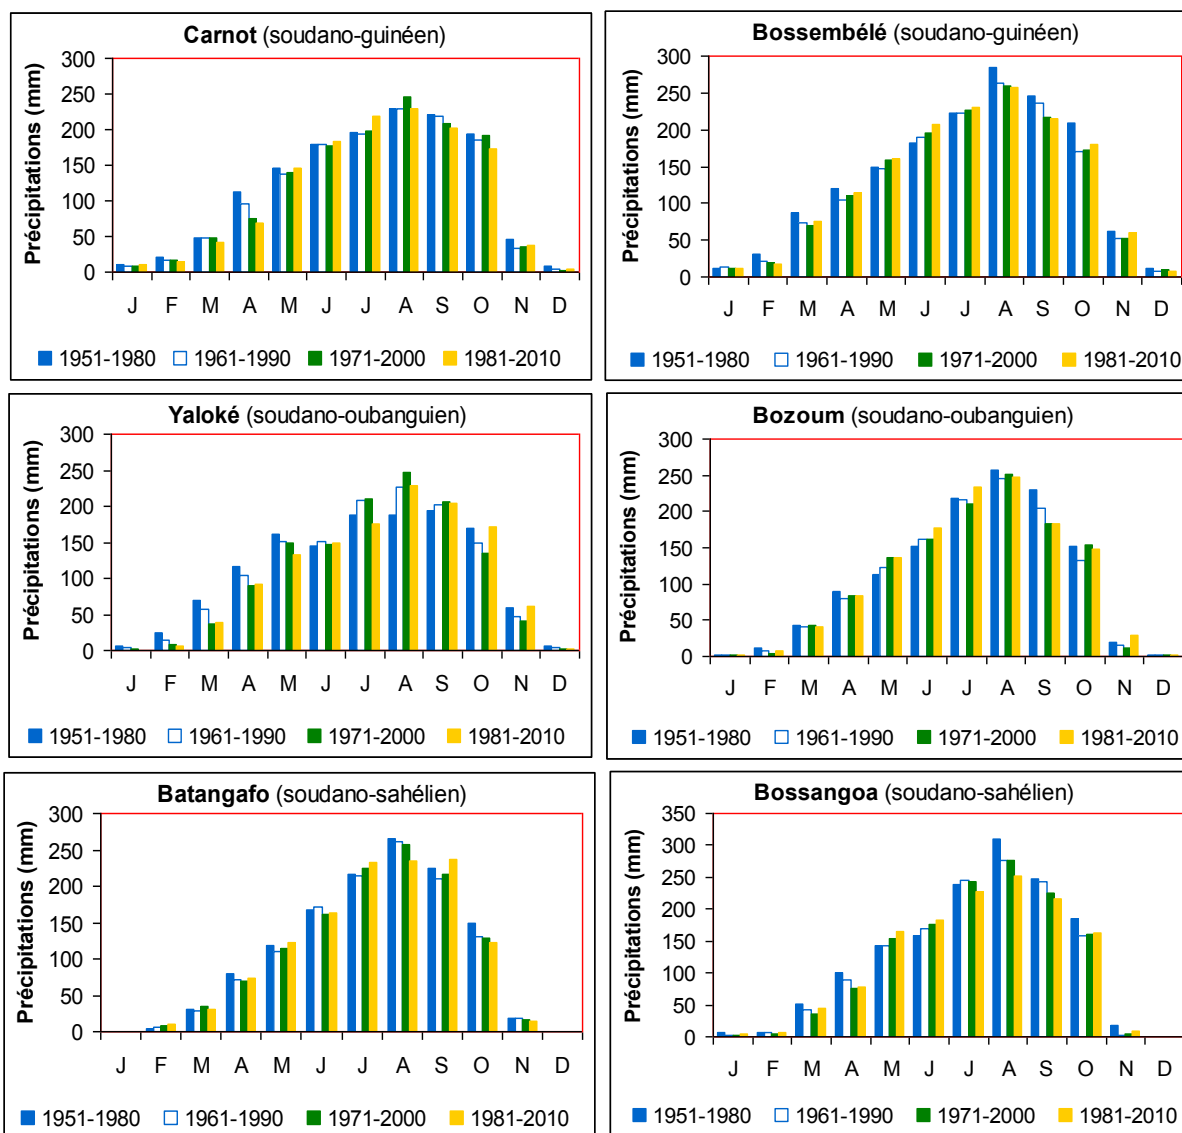 Carnot (soudano-guinéen)
Précipitations (mm)
300
250
200
150
100
50
0
J F M A M J J A S O N D
1951-1980 1961-1990 1971-2000 1981-2010
Bossembélé (soudano-guinéen)
Précipitations (mm)
300
250
200
150
100
50
0
J F M A M J J A S O N D
1951-1980 1961-1990 1971-2000 1981-2010
Yaloké (soudano-oubanguien)
Précipitations (mm)
300
250
200
150
100
50
0
J F M A M J J A S O N D
1951-1980 1961-1990 1971-2000 1981-2010
Bozoum (soudano-oubanguien)
Précipitations (mm)
300
250
200
150
100
50
0
J F M A M J J A S O N D
1951-1980 1961-1990 1971-2000 1981-2010
Batangafo (soudano-sahélien)
Précipitations (mm)
300
250
200
150
100
50
0
J F M A M J J A S O N D
1951-1980 1961-1990 1971-2000 1981-2010
Bossangoa (soudano-sahélien)
Précipitations (mm)
350
300
250
200
150
100
50
0
J F M A M J J A S O N D
1951-1980 1961-1990 1971-2000 1981-2010